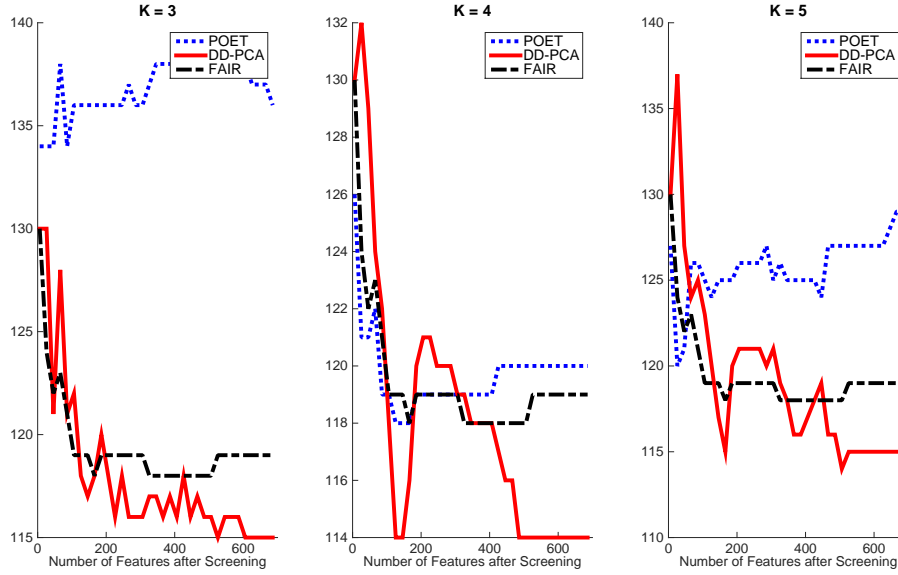 K = 3
140
135
130
125
120
115
0
200
400
600
Number of Features after Screening
POET
DD-PCA
FAIR
K = 4
132
130
128
126
124
122
120
118
116
114
0
200
400
600
Number of Features after Screening
POET
DD-PCA
FAIR
K = 5
140
135
130
125
120
115
110
0
200
400
600
Number of Features after Screening
POET
DD-PCA
FAIR